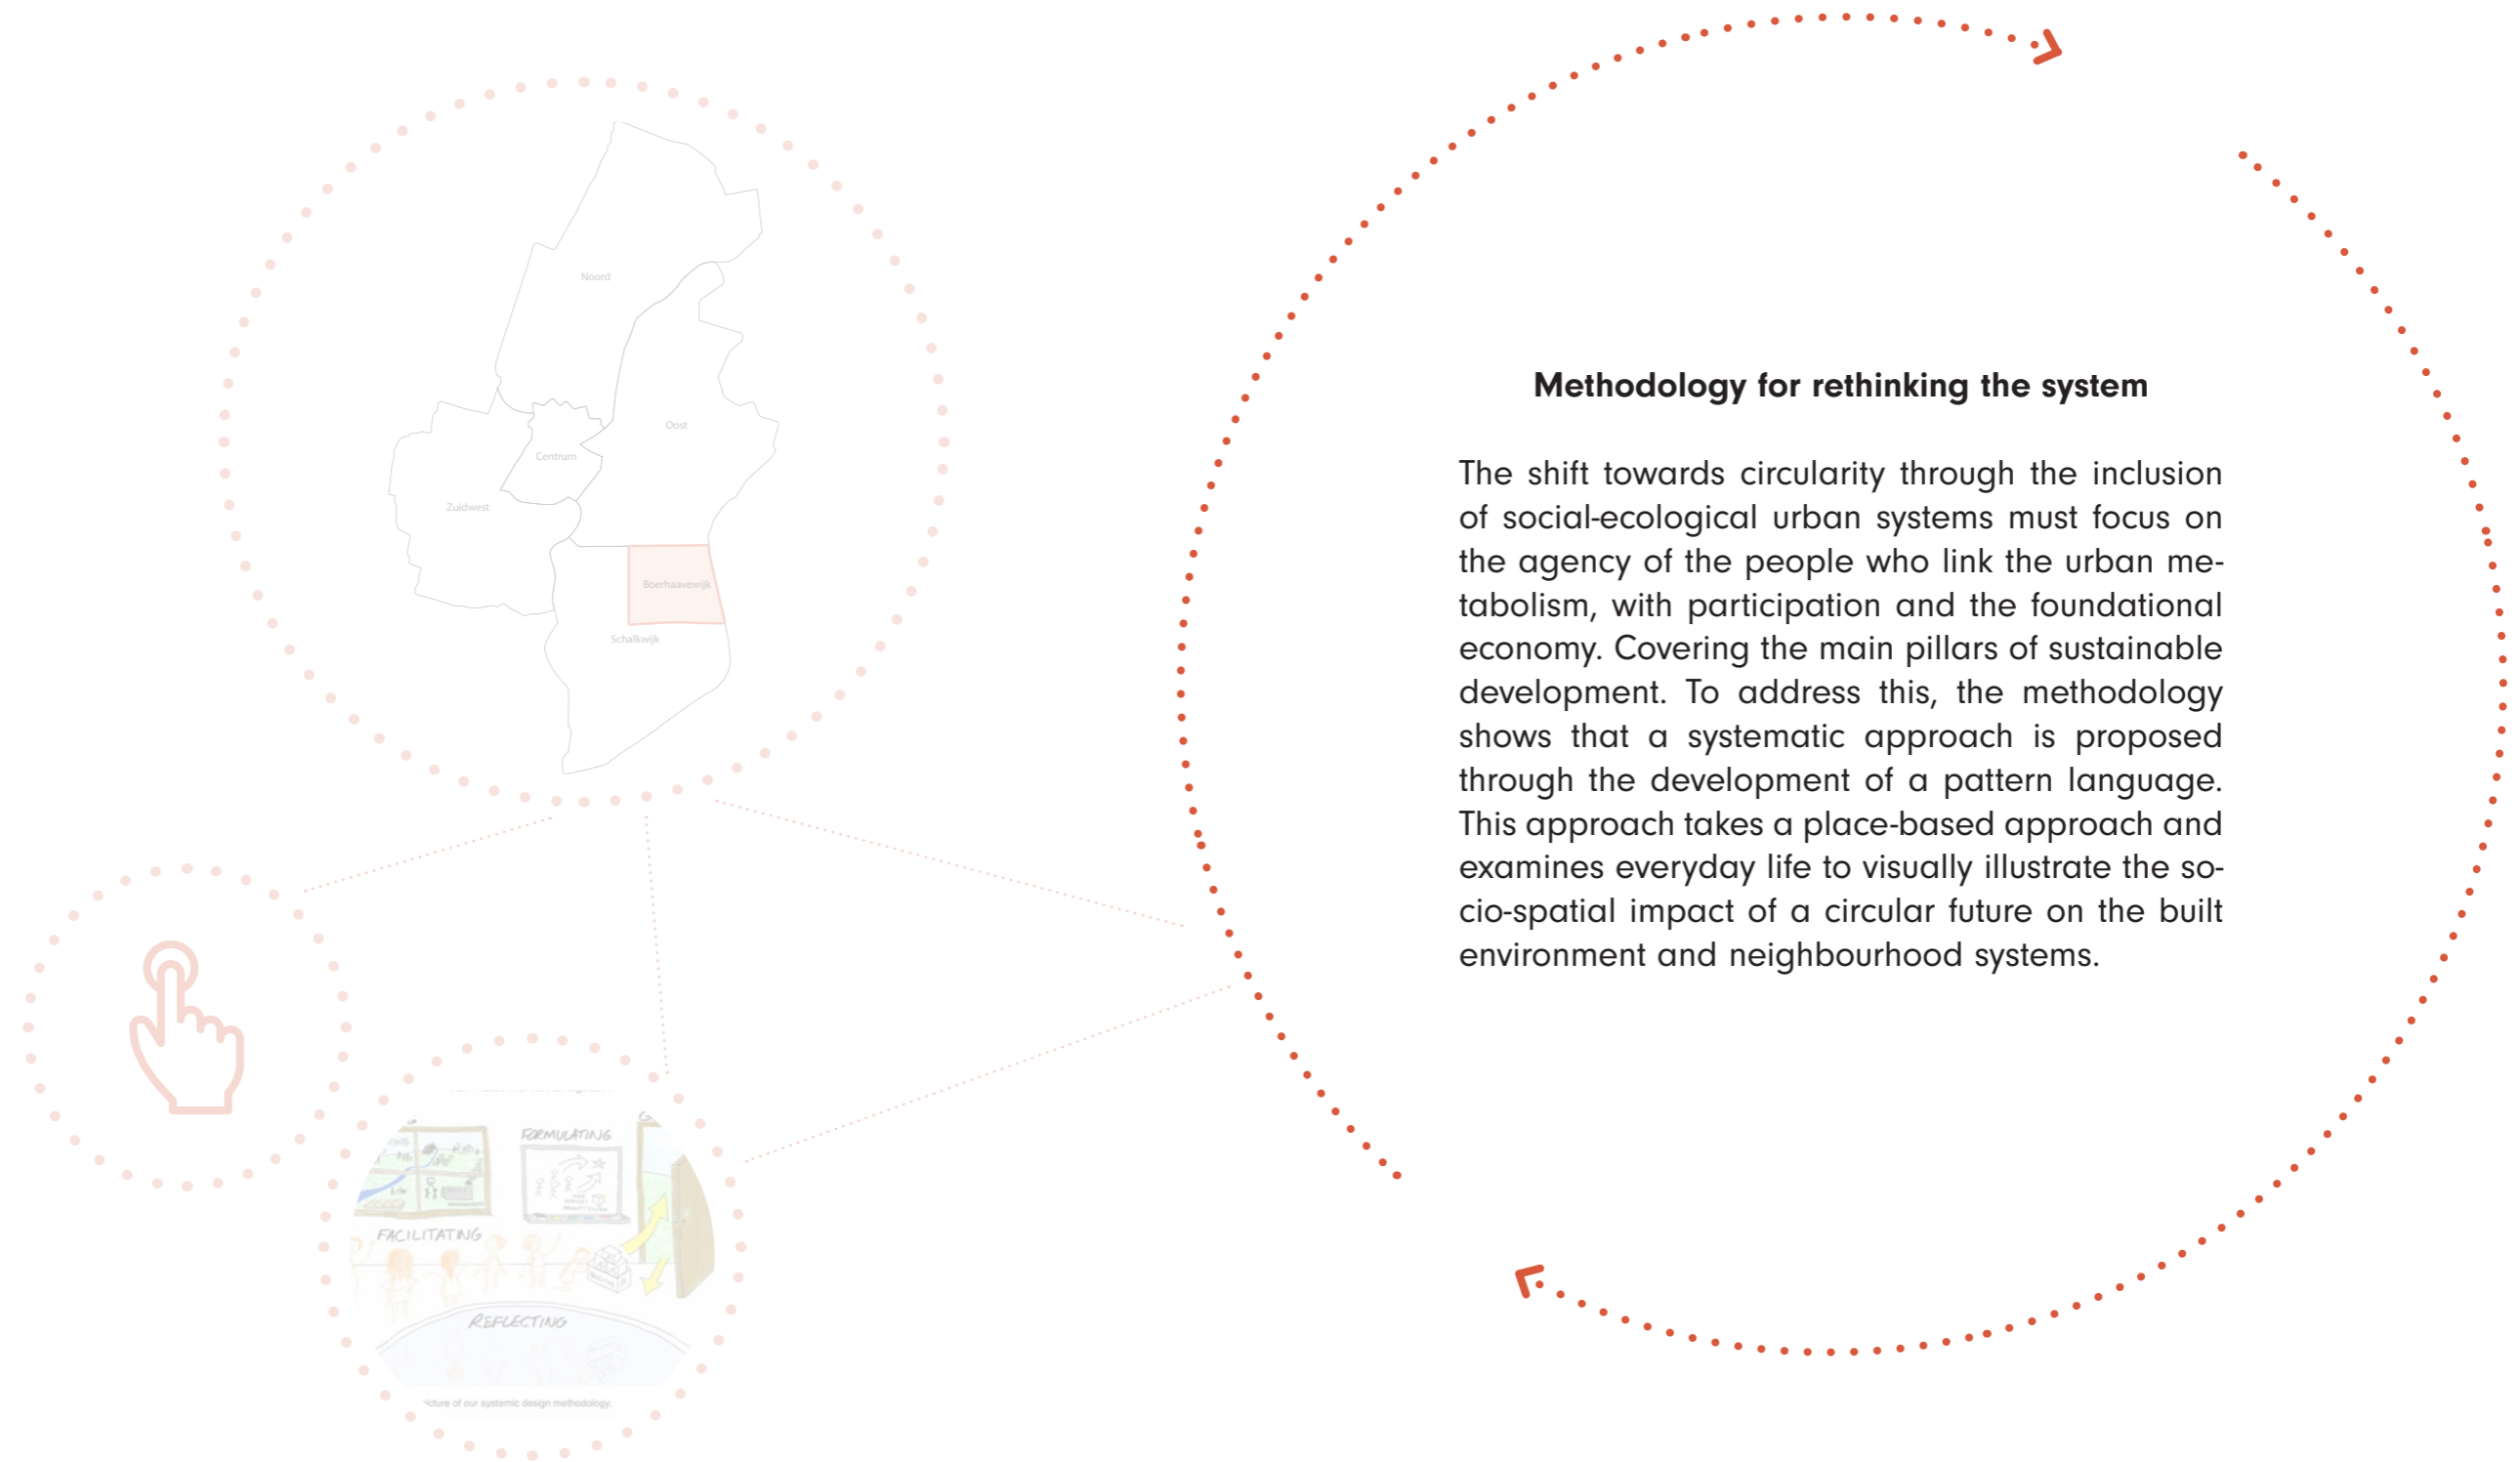 Noord
Oost
Centrum
Zuidwest
Boerhaavewijk
Schalkwijk
Methodology for rethinking the system
The shift towards circularity through the inclusion
of social-ecological urban systems must focus on
the agency of the people who link the urban me-
tabolism, with participation and the foundational
economy. Covering the main pillars of sustainable
development. To address this, the methodology
shows that a systematic approach is proposed
through the development of a pattern language.
This approach takes a place-based approach and
examines everyday life to visually illustrate the so-
cio-spatial impact of a circular future on the built
environment and neighbourhood systems.
FORMULATING
FACILITATING
REFLECTING
of our systemic design methodology.